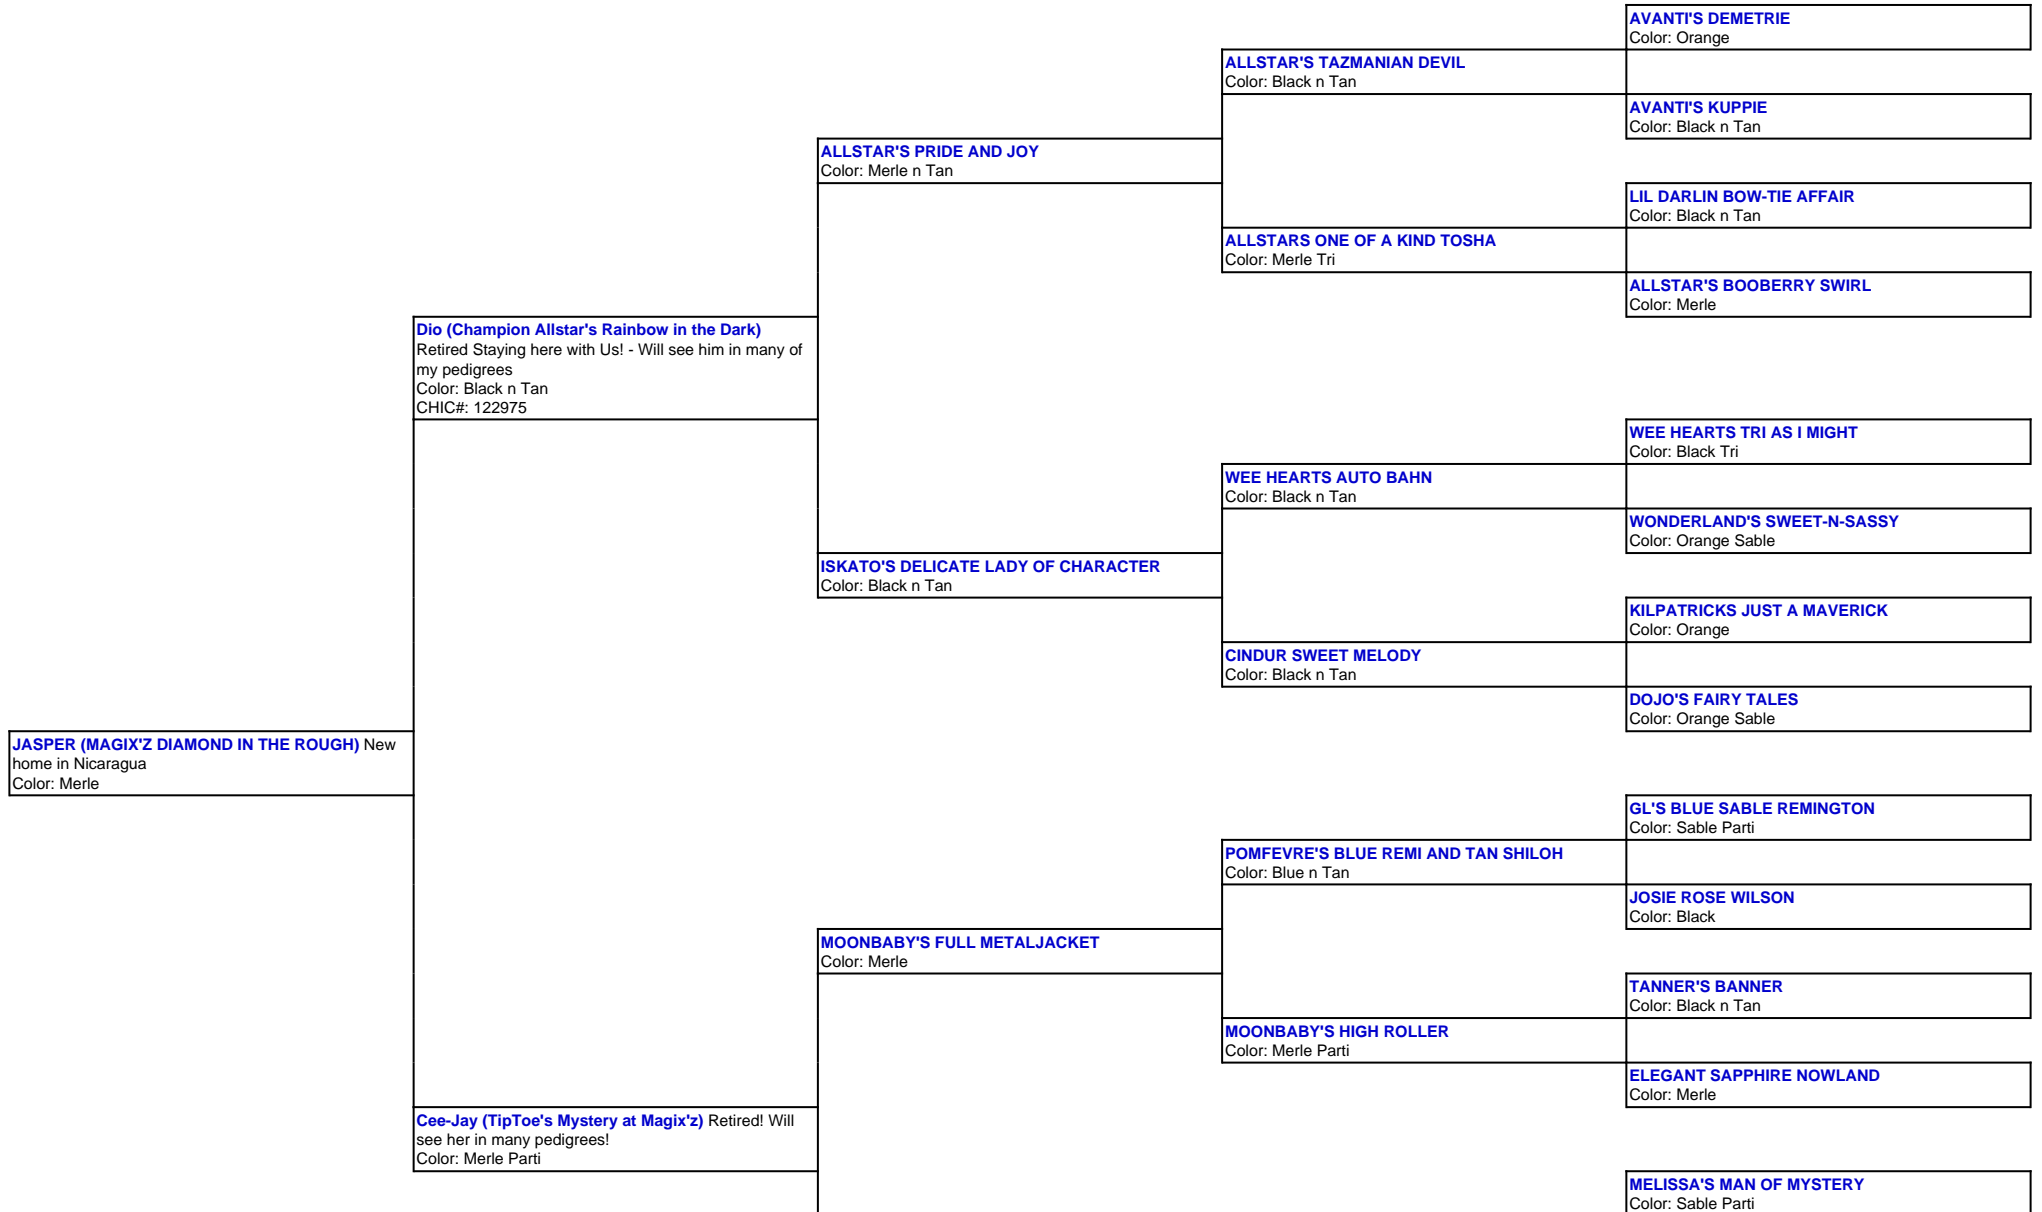 AVANTI'S DEMETRIE
Color: Orange
ALLSTAR'S TAZMANIAN DEVIL
Color: Black n Tan
AVANTI'S KUPPIE
Color: Black n Tan
ALLSTAR'S PRIDE AND JOY
Color: Merle n Tan
LIL DARLIN BOW-TIE AFFAIR
Color: Black n Tan
ALLSTARS ONE OF A KIND TOSHA
Color: Merle Tri
ALLSTAR'S BOOBERRY SWIRL
Color: Merle
Dio (Champion Allstar's Rainbow in the Dark)
Retired Staying here with Us! - Will see him in many of
my pedigrees
Color: Black n Tan
CHIC#: 122975
WEE HEARTS TRI AS I MIGHT
Color: Black Tri
WEE HEARTS AUTO BAHN
Color: Black n Tan
WONDERLAND'S SWEET-N-SASSY
Color: Orange Sable
ISKATO'S DELICATE LADY OF CHARACTER
Color: Black n Tan
KILPATRICKS JUST A MAVERICK
Color: Orange
CINDUR SWEET MELODY
Color: Black n Tan
DOJO'S FAIRY TALES
Color: Orange Sable
JASPER (MAGIX'Z DIAMOND IN THE ROUGH) New
home in Nicaragua
Color: Merle
GL'S BLUE SABLE REMINGTON
Color: Sable Parti
POMFEVRE'S BLUE REMI AND TAN SHILOH
Color: Blue n Tan
JOSIE ROSE WILSON
Color: Black
MOONBABY'S FULL METALJACKET
Color: Merle
TANNER'S BANNER
Color: Black n Tan
MOONBABY'S HIGH ROLLER
Color: Merle Parti
ELEGANT SAPPHIRE NOWLAND
Color: Merle
Cee-Jay (TipToe's Mystery at Magix'z) Retired! Will
see her in many pedigrees!
Color: Merle Parti
MELISSA'S MAN OF MYSTERY
Color: Sable Parti